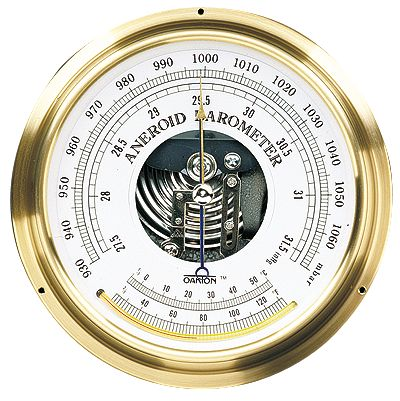 930 940 950 960 970 980 990 1000 1010 1020 1030 1040 1050 1060 mbar
27.5 28 28.5 29 29.5 30 30.5 31 31.5 inHg
ANEROID BAROMETER
OAKTON ™
°C 0 10 20 30 40 50 °C
°F 40 60 80 100 120 °F